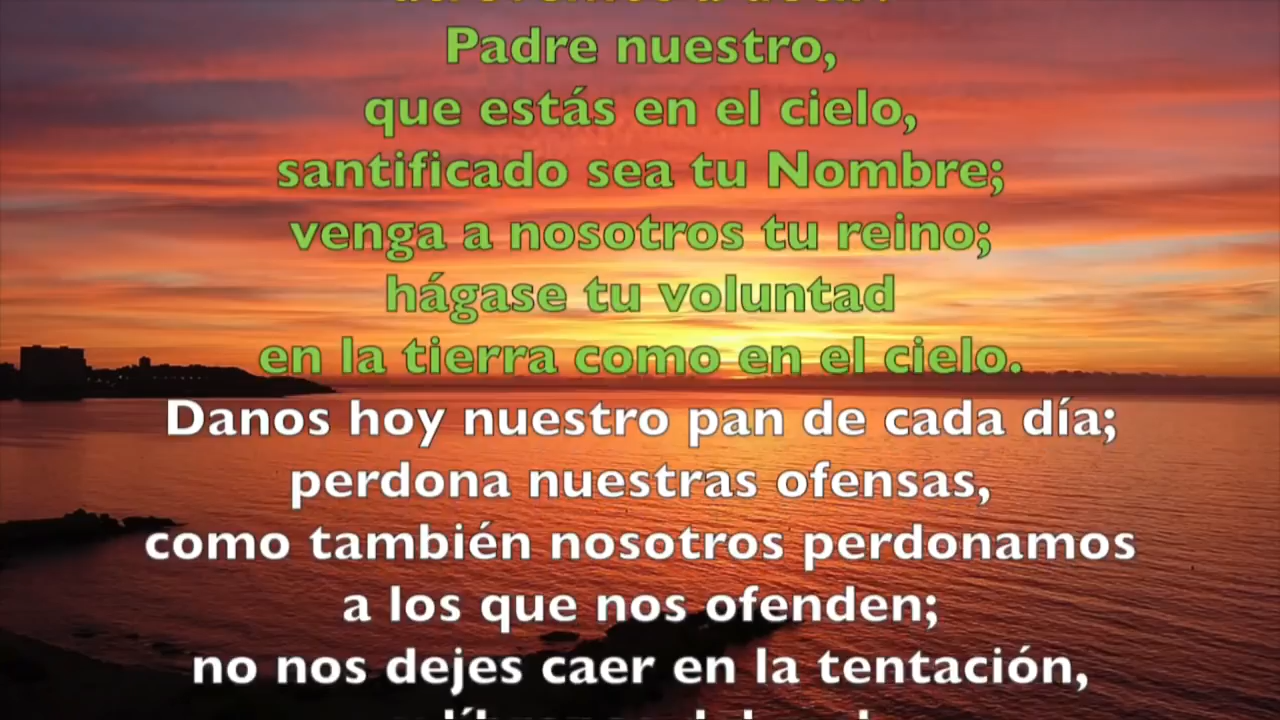 Padre nuestro,
que estás en el cielo,
santificado sea tu Nombre;
venga a nosotros tu reino;
hágase tu voluntad
en la tierra como en el cielo.
Danos hoy nuestro pan de cada día;
perdona nuestras ofensas,
como también nosotros perdonamos
a los que nos ofenden;
no nos dejes caer en la tentación,